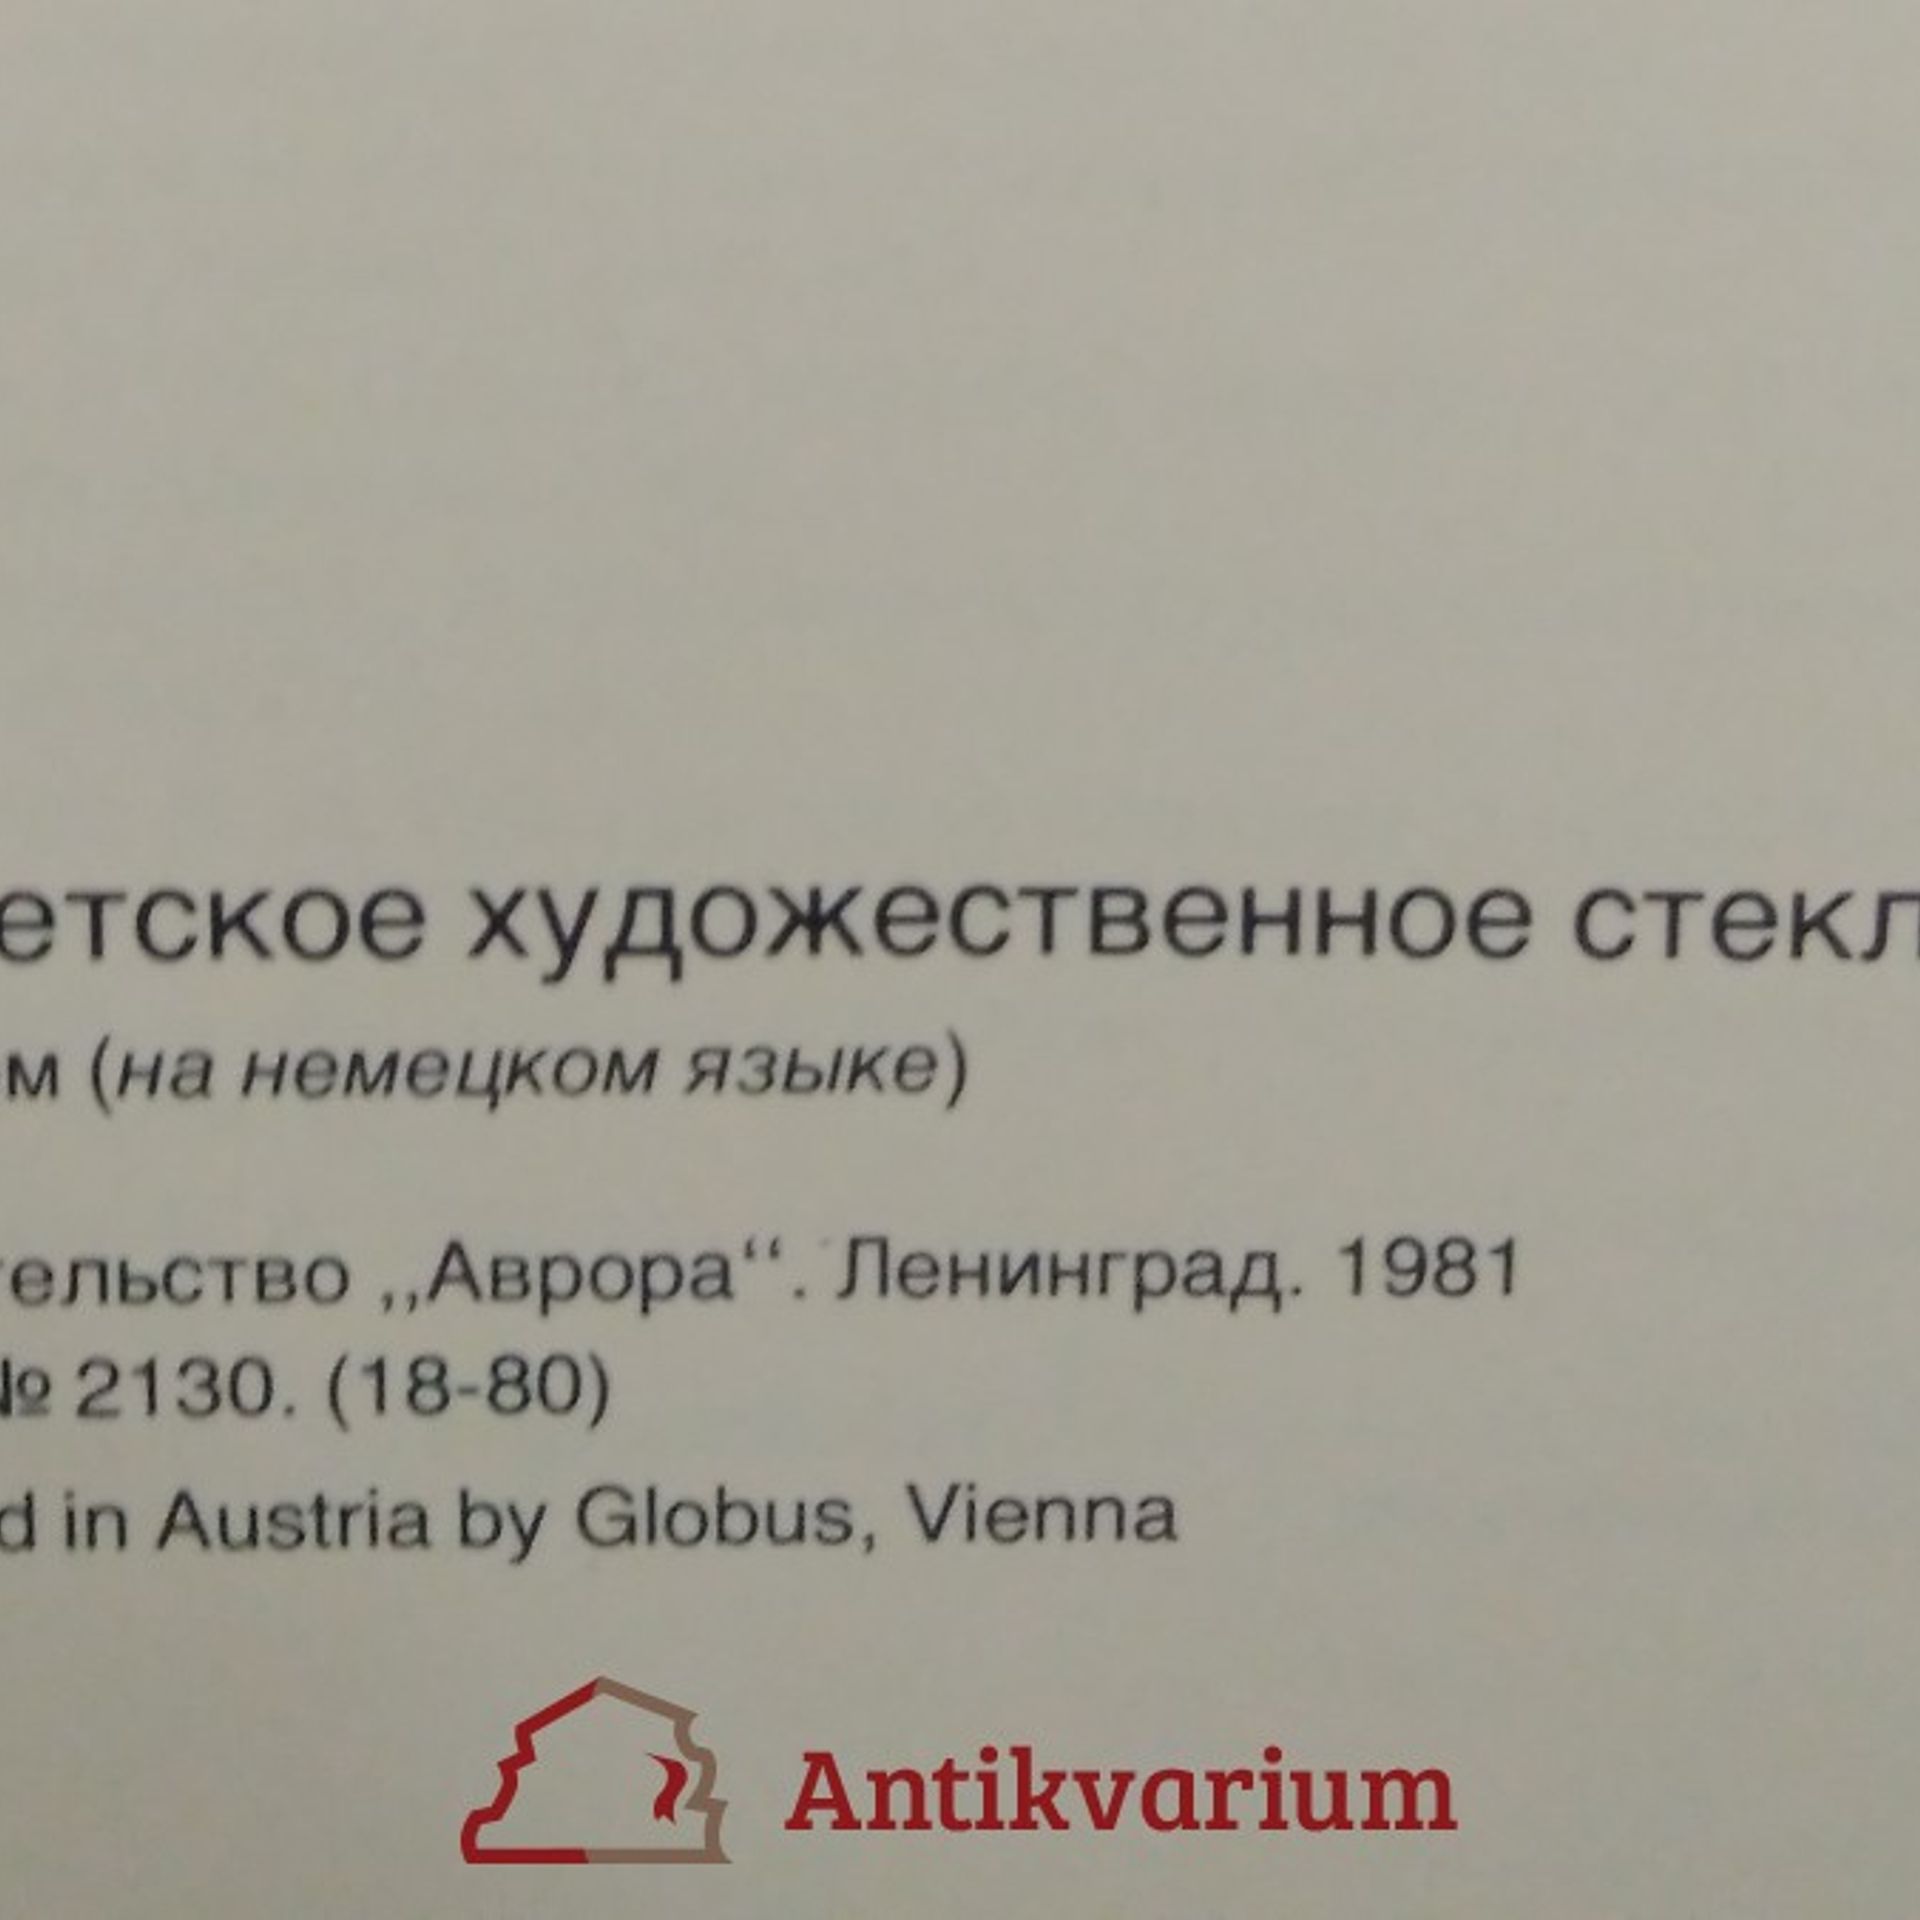 етское художественное стекл
м (на немецком языке)
тельство ,,Аврора“. Ленинград. 1981
№ 2130. (18-80)
d in Austria by Globus, Vienna
Antikvarium